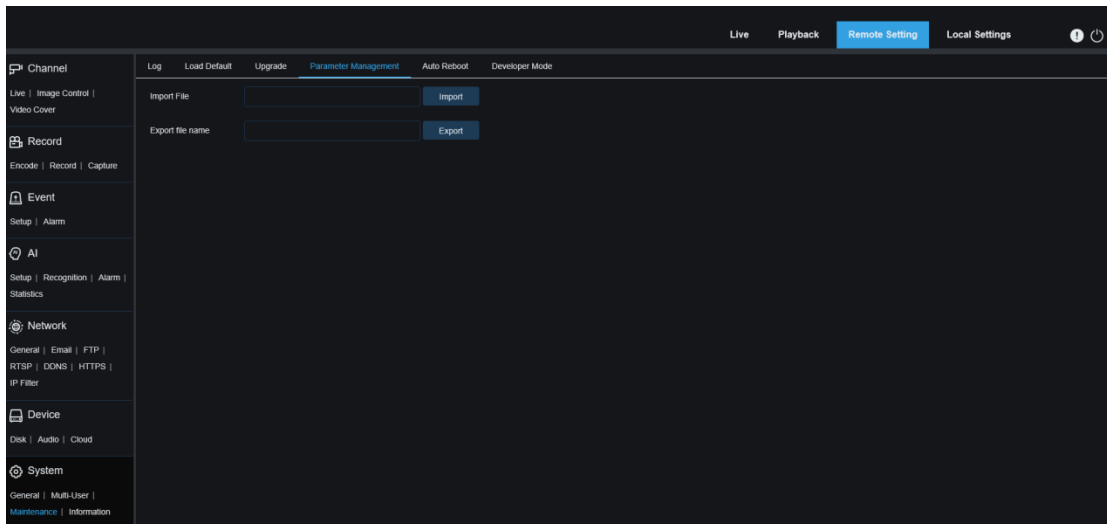 Live Playback Remote Setting Local Settings
Channel
Live | Image Control |
Video Cover
Record
Encode | Record | Capture
Event
Setup | Alarm
AI
Setup | Recognition | Alarm |
Statistics
Network
General | Email | FTP |
RTSP | DDNS | HTTPS |
IP Filter
Device
Disk | Audio | Cloud
System
General | Multi-User |
Maintenance | Information
Log Load Default Upgrade Parameter Management Auto Reboot Developer Mode
Import File Import
Export file name Export